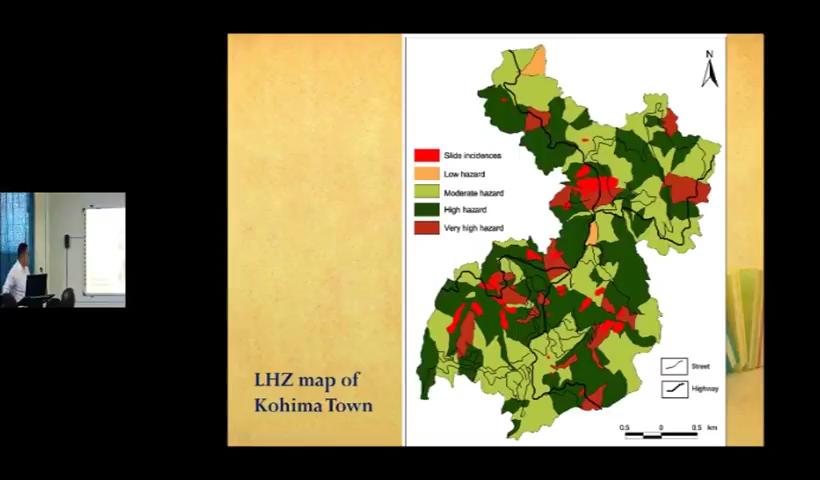 N
Slide incidences
Low hazard
Moderate hazard
High hazard
Very high hazard
LHZ map of
Kohima Town
Street
Highway
0.5 0 0.5 km